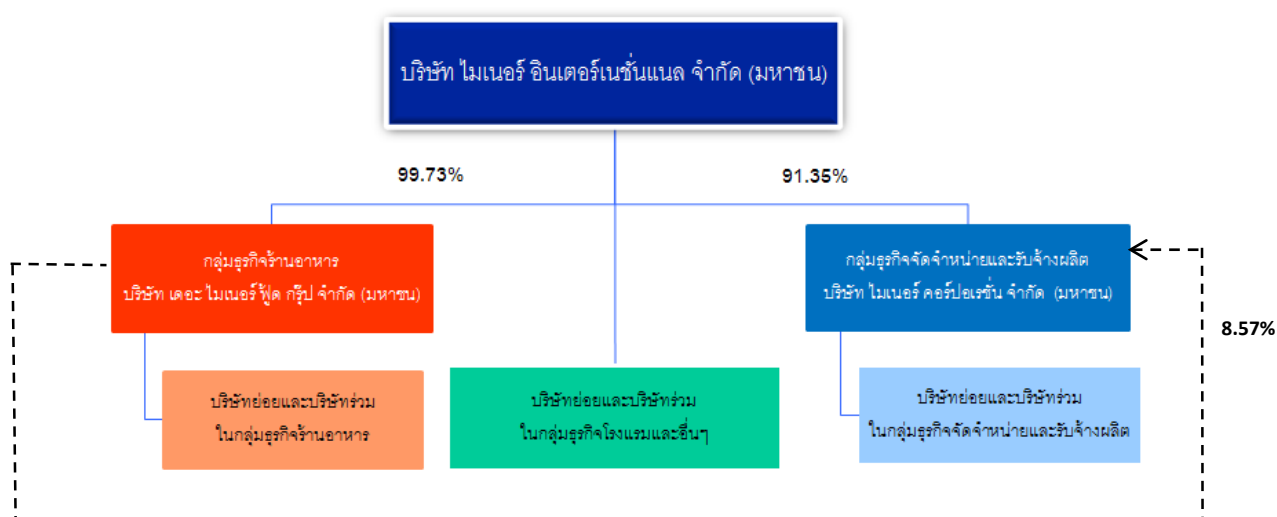 บริษัท ไมเนอร์ อินเตอร์เนชั่นแนล จำกัด (มหาชน)
99.73%
91.35%
กลุ่มธุรกิจร้านอาหาร
บริษัท เดอะ ไมเนอร์ ฟู้ด กรุ๊ป จำกัด (มหาชน)
กลุ่มธุรกิจจัดจำหน่ายและรับจ้างผลิต
บริษัท ไมเนอร์ คอร์ปอเรชั่น จำกัด (มหาชน)
8.57%
บริษัทย่อยและบริษัทร่วม
ในกลุ่มธุรกิจร้านอาหาร
บริษัทย่อยและบริษัทร่วม
ในกลุ่มธุรกิจโรงแรมและอื่นๆ
บริษัทย่อยและบริษัทร่วม
ในกลุ่มธุรกิจจัดจำหน่ายและรับจ้างผลิต